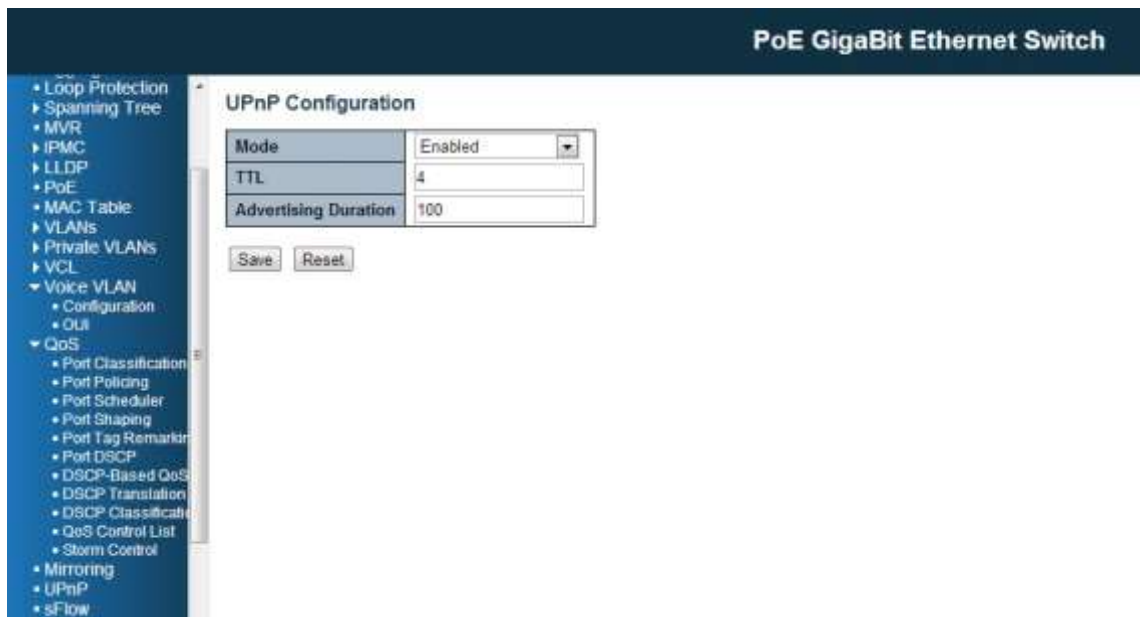 PoE GigaBit Ethernet Switch
Loop Protection
Spanning Tree
MVR
IPMC
LLDP
PoE
MAC Table
VLANs
Private VLANs
VCL
Voice VLAN
Configuration
OUI
QoS
Port Classification
Port Policing
Port Scheduler
Port Shaping
Port Tag Remarkin
Port DSCP
DSCP-Based QoS
DSCP Translation
DSCP Classificatio
QoS Control List
Storm Control
Mirroring
UPnP
sFlow
UPnP Configuration
Mode Enabled
TTL 4
Advertising Duration 100
Save Reset